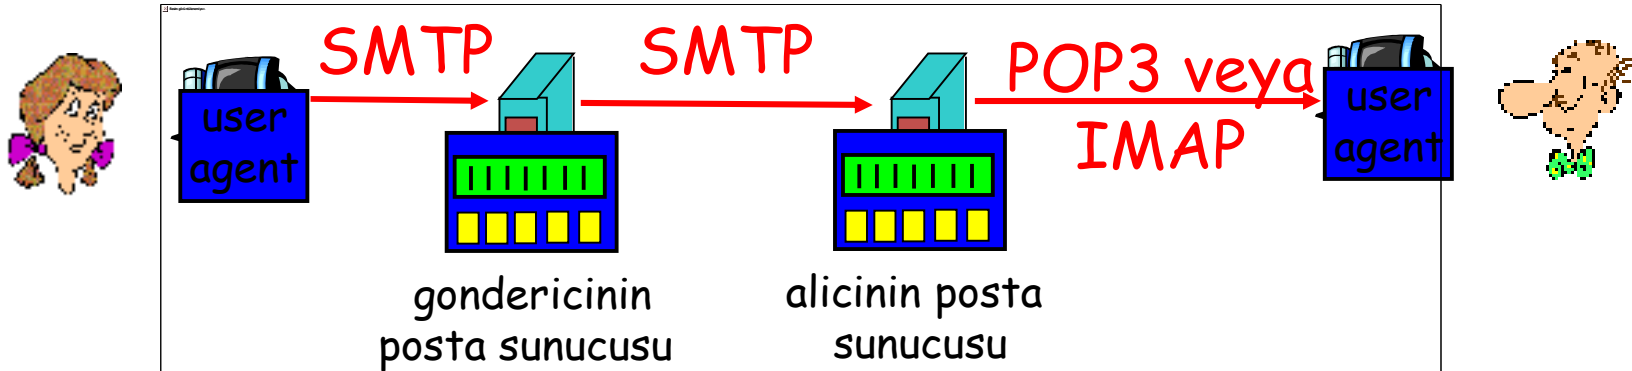 SMTP
SMTP
POP3 veya
IMAP
user
agent
user
agent
gondericinin
posta sunucusu
alicinin posta
sunucusu